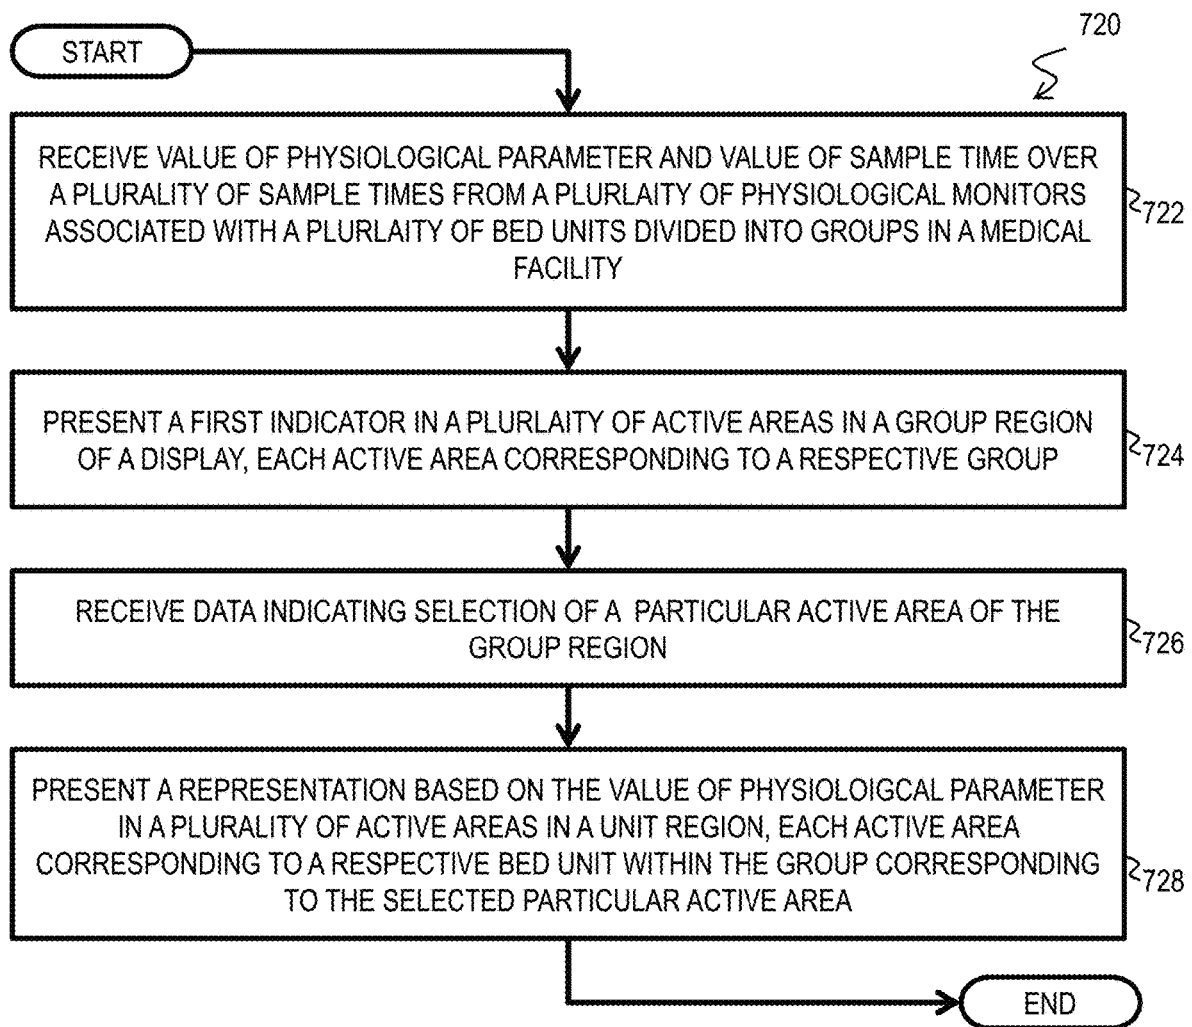 START
720
RECEIVE VALUE OF PHYSIOLOGICAL PARAMETER AND VALUE OF SAMPLE TIME OVER
A PLURALITY OF SAMPLE TIMES FROM A PLURLAITY OF PHYSIOLOGICAL MONITORS
ASSOCIATED WITH A PLURLAITY OF BED UNITS DIVIDED INTO GROUPS IN A MEDICAL
FACILITY
722
PRESENT A FIRST INDICATOR IN A PLURLAITY OF ACTIVE AREAS IN A GROUP REGION
OF A DISPLAY, EACH ACTIVE AREA CORRESPONDING TO A RESPECTIVE GROUP
724
RECEIVE DATA INDICATING SELECTION OF A PARTICULAR ACTIVE AREA OF THE
GROUP REGION
726
PRESENT A REPRESENTATION BASED ON THE VALUE OF PHYSIOLOIGCAL PARAMETER
IN A PLURALITY OF ACTIVE AREAS IN A UNIT REGION, EACH ACTIVE AREA
CORRESPONDING TO A RESPECTIVE BED UNIT WITHIN THE GROUP CORRESPONDING
TO THE SELECTED PARTICULAR ACTIVE AREA
728
END